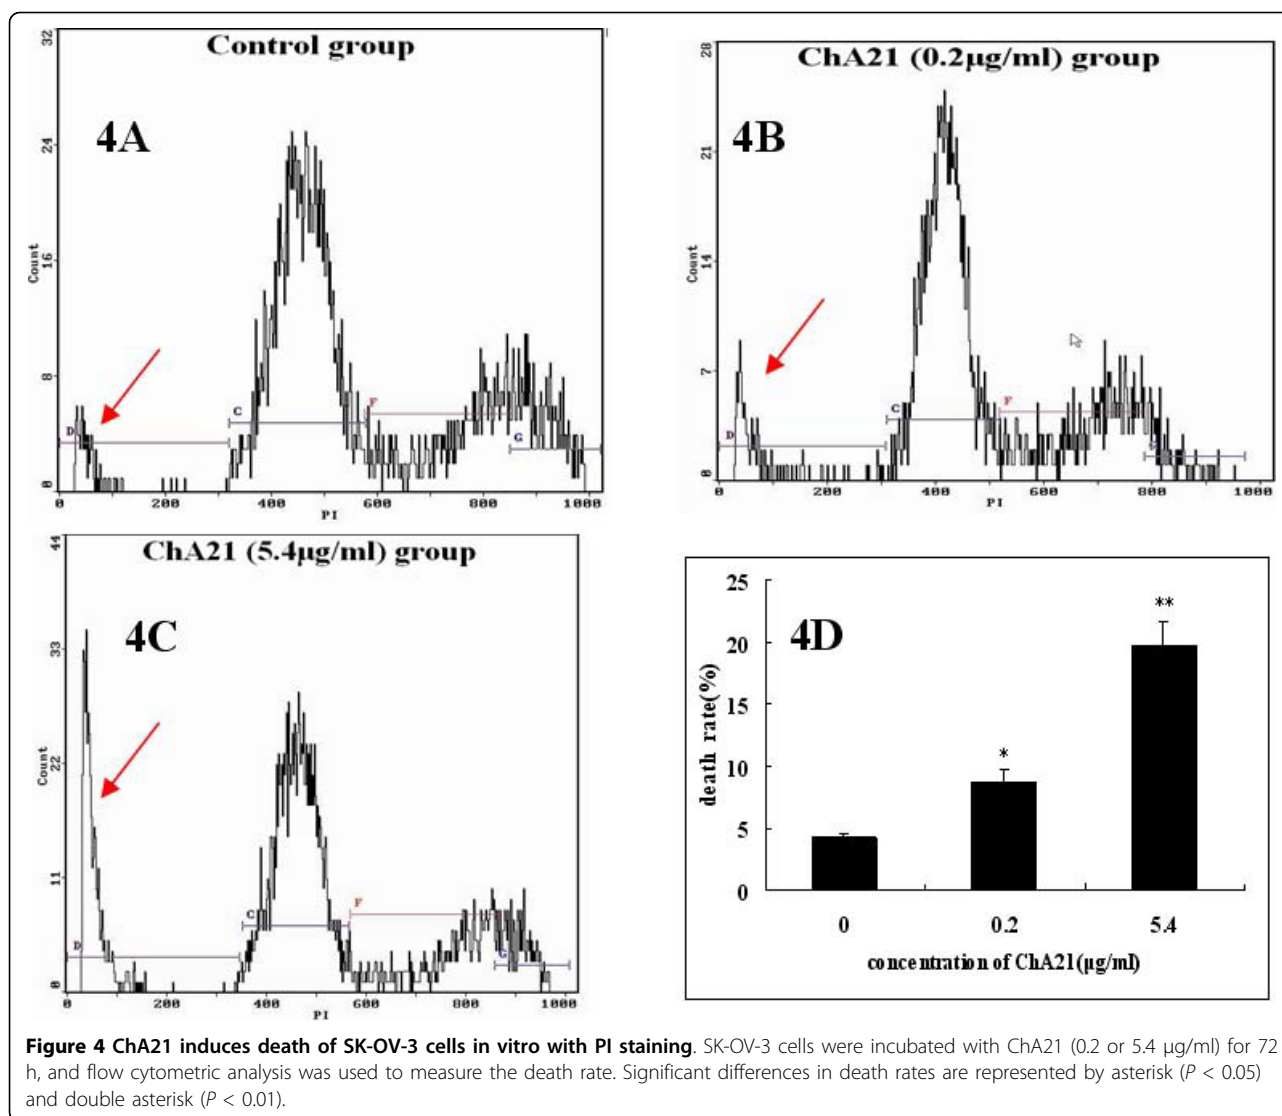 Control group
4A
32
24
16
8
0
Count
D
C
F
G
0 200 400 600 800 1000
PI
ChA21 (0.2µg/ml) group
4B
28
21
14
7
0
Count
D
C
F
0 200 400 600 800 1000
PI
ChA21 (5.4µg/ml) group
4C
44
33
22
11
0
Count
D
C
F
G
0 200 400 600 800 1000
PI
4D
25
20
15
10
5
0
death rate(%)
*
**
0 0.2 5.4
concentration of ChA21(µg/ml)
Figure 4 ChA21 induces death of SK-OV-3 cells in vitro with PI staining. SK-OV-3 cells were incubated with ChA21 (0.2 or 5.4 µg/ml) for 72
h, and flow cytometric analysis was used to measure the death rate. Significant differences in death rates are represented by asterisk (P < 0.05)
and double asterisk (P < 0.01).